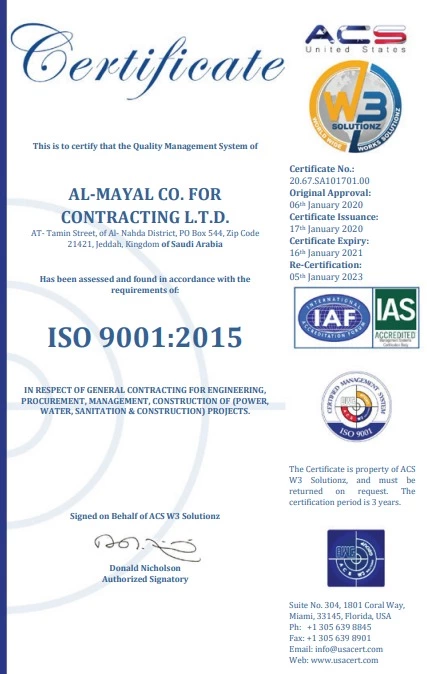 Certificate
This is to certify that the Quality Management System of
AL-MAYAL CO. FOR
CONTRACTING L.T.D.
AT- Tamin Street, of Al- Nahda District, PO Box 544, Zip Code
21421, Jeddah, Kingdom of Saudi Arabia
Has been assessed and found in accordance with the
requirements of:
ISO 9001:2015
IN RESPECT OF GENERAL CONTRACTING FOR ENGINEERING,
PROCUREMENT, MANAGEMENT, CONSTRUCTION OF (POWER,
WATER, SANITATION & CONSTRUCTION) PROJECTS.
Signed on Behalf of ACS W3 Solutionz
Donald Nicholson
Authorized Signatory
ACS
United States
W3
SOLUTIONZ
WORLD WIDE
WORKS SOLUTIONZ
Certificate No.:
20.67.SA101701.00
Original Approval:
06th January 2020
Certificate Issuance:
17th January 2020
Certificate Expiry:
16th January 2021
Re-Certification:
05th January 2023
INTERNATIONAL
IAF
ACCREDITATION FORUM
IAS
ACCREDITED
Management Systems
Certification Body
CERTIFIED MANAGEMENT SYSTEM
ISO 9001
The Certificate is property of ACS
W3 Solutionz, and must be
returned on request. The
certification period is 3 years.
Suite No. 304, 1801 Coral Way,
Miami, 33145, Florida, USA
Ph: +1 305 639 8845
Fax: +1 305 639 8901
Email: info@usacert.com
Web: www.usacert.com